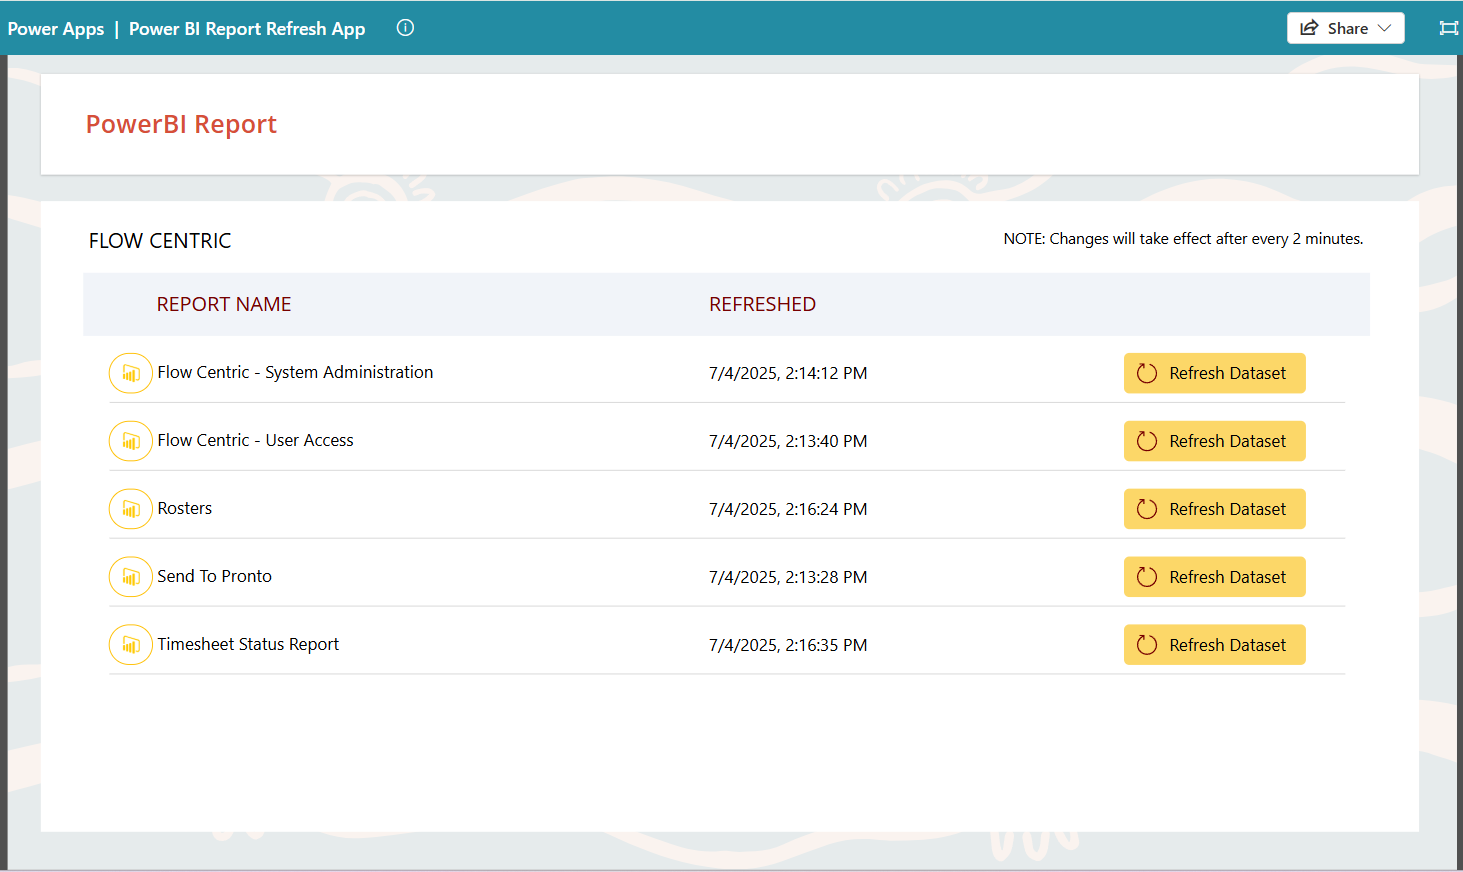 Power Apps | Power BI Report Refresh App
Share
PowerBI Report
FLOW CENTRIC
NOTE: Changes will take effect after every 2 minutes.
REPORT NAME REFRESHED
Flow Centric - System Administration 7/4/2025, 2:14:12 PM Refresh Dataset
Flow Centric - User Access 7/4/2025, 2:13:40 PM Refresh Dataset
Rosters 7/4/2025, 2:16:24 PM Refresh Dataset
Send To Pronto 7/4/2025, 2:13:28 PM Refresh Dataset
Timesheet Status Report 7/4/2025, 2:16:35 PM Refresh Dataset